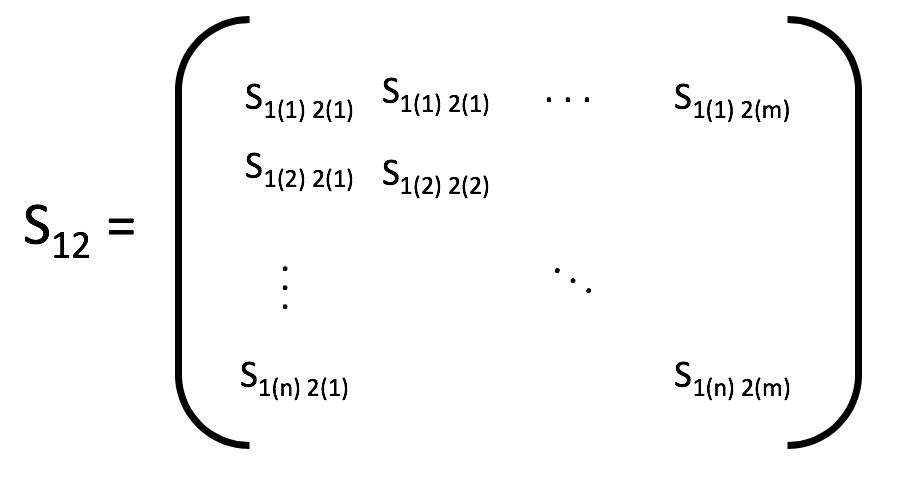 S1(1) 2(1) S1(1) 2(1) ... S1(1) 2(m)
S1(2) 2(1) S1(2) 2(2)
S12 =
⋮ ⋱
S1(n) 2(1) S1(n) 2(m)